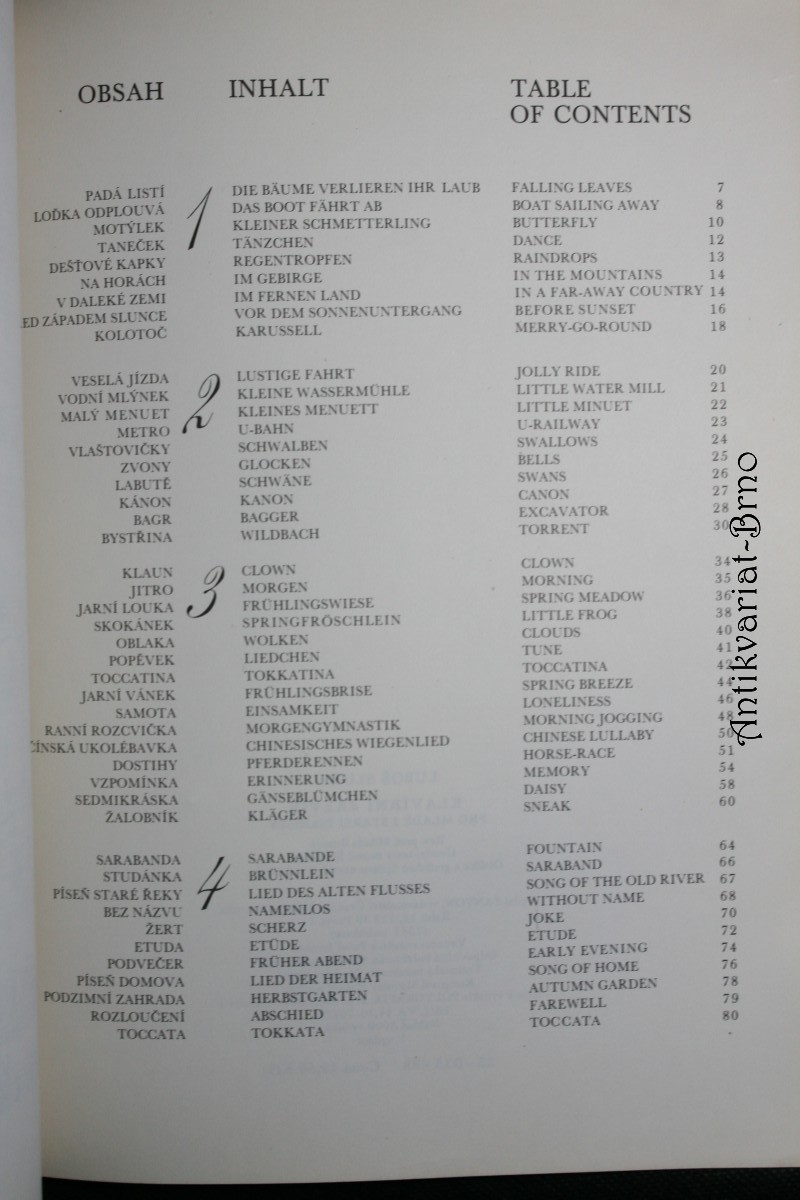 OBSAH INHALT TABLE
OF CONTENTS
1
PADÁ LISTÍ DIE BÄUME VERLIEREN IHR LAUB FALLING LEAVES 7
LOĎKA ODPLOUVÁ DAS BOOT FÄHRT AB BOAT SAILING AWAY 8
MOTÝLEK KLEINER SCHMETTERLING BUTTERFLY 10
TANEČEK TÄNZCHEN DANCE 12
DEŠŤOVÉ KAPKY REGENTROPFEN RAINDROPS 13
NA HORÁCH IM GEBIRGE IN THE MOUNTAINS 14
V DALEKÉ ZEMI IM FERNEN LAND IN A FAR-AWAY COUNTRY 14
ED ZÁPADEM SLUNCE VOR DEM SONNENUNTERGANG BEFORE SUNSET 16
KOLOTOČ KARUSSELL MERRY-GO-ROUND 18
2
VESELÁ JÍZDA LUSTIGE FAHRT JOLLY RIDE 20
VODNÍ MLÝNEK KLEINE WASSERMÜHLE LITTLE WATER MILL 21
MALÝ MENUET KLEINES MENUETT LITTLE MINUET 22
METRO U-BAHN U-RAILWAY 23
VLAŠTOVIČKY SCHWALBEN SWALLOWS 24
ZVONY GLOCKEN BELLS 25
LABUTĚ SCHWÄNE SWANS 26
KÁNON KANON CANON 27
BAGR BAGGER EXCAVATOR 28
BYSTŘINA WILDBACH TORRENT 30
3
KLAUN CLOWN CLOWN 34
JITRO MORGEN MORNING 35
JARNÍ LOUKA FRÜHLINGSWIESE SPRING MEADOW 36
SKOKÁNEK SPRINGFRÖSCHLEIN LITTLE FROG 38
OBLAKA WOLKEN CLOUDS 40
POPĚVEK LIEDCHEN TUNE 41
TOCCATINA TOKKATINA TOCCATINA 42
JARNÍ VÁNEK FRÜHLINGSBRISE SPRING BREEZE 44
SAMOTA EINSAMKEIT LONELINESS 46
RANNÍ ROZCVIČKA MORGENGYMNASTIK MORNING JOGGING 48
ČÍNSKÁ UKOLÉBAVKA CHINESISCHES WIEGENLIED CHINESE LULLABY 50
DOSTIHY PFERDERENNEN HORSE-RACE 51
VZPOMÍNKA ERINNERUNG MEMORY 54
SEDMIKRÁSKA GÄNSEBLÜMCHEN DAISY 58
ŽALOBNÍK KLÄGER SNEAK 60
4
SARABANDA SARABANDE FOUNTAIN 64
STUDÁNKA BRÜNNLEIN SARABAND 66
PÍSEŇ STARÉ ŘEKY LIED DES ALTEN FLUSSES SONG OF THE OLD RIVER 67
BEZ NÁZVU NAMENLOS WITHOUT NAME 68
ŽERT SCHERZ JOKE 70
ETUDA ETÜDE ETUDE 72
PODVEČER FRÜHER ABEND EARLY EVENING 74
PÍSEŇ DOMOVA LIED DER HEIMAT SONG OF HOME 76
PODZIMNÍ ZAHRADA HERBSTGARTEN AUTUMN GARDEN 78
ROZLOUČENÍ ABSCHIED FAREWELL 79
TOCCATA TOKKATA TOCCATA 80
Antikvariat-Brno